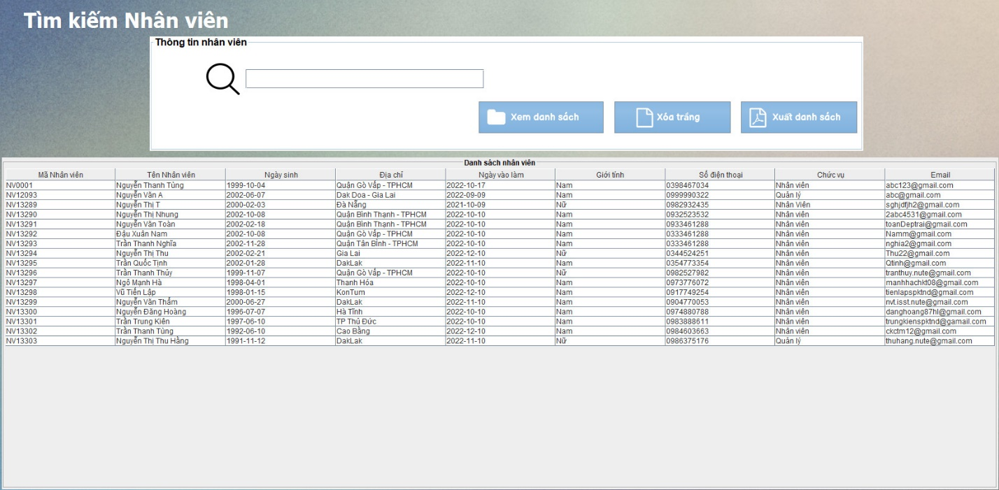 Tìm kiếm Nhân viên
Thông tin nhân viên
Xem danh sách Xóa trắng Xuất danh sách
Danh sách nhân viên
Mã Nhân viên Tên Nhân viên Ngày sinh Địa chỉ Ngày vào làm Giới tính Số điện thoại Chức vụ Email
NV0001 Nguyễn Thanh Tùng 1999-10-04 Quận Gò Vấp - TPHCM 2022-10-17 Nam 0398467034 Nhân viên abc123@gmail.com
NV12093 Nguyễn Văn A 2002-06-07 Dak Doa - Gia Lai 2022-09-09 Nam 0999990322 Quản lý abc@gmail.com
NV13289 Nguyễn Thị T 2000-02-03 Đà Nẵng 2021-10-09 Nữ 0982932435 Nhân Viên sghjdfjh2@gmail.com
NV13290 Nguyễn Thị Nhung 2002-10-08 Quận Bình Thạnh - TPHCM 2022-10-10 Nam 0932523532 Nhân viên 2abc4531@gmail.com
NV13291 Nguyễn Văn Toàn 2002-02-18 Quận Bình Thạnh - TPHCM 2022-10-10 Nam 0933461288 Nhân viên toanDeptrai@gmail.com
NV13292 Đậu Xuân Nam 2002-10-08 Quận Gò Vấp - TPHCM 2022-10-10 Nam 0333461288 Nhân viên Namm@gmail.com
NV13293 Trần Thanh Nghĩa 2002-11-28 Quận Tân Bình - TPHCM 2022-10-10 Nam 0333461288 Nhân viên nghia2@gmail.com
NV13294 Nguyễn Thị Thu 2002-02-21 Gia Lai 2022-12-10 Nữ 0344524251 Nhân viên Thu22@gmail.com
NV13295 Trần Quốc Tịnh 2002-01-28 DakLak 2022-11-10 Nam 0354773354 Nhân viên Qtinh@gmail.com
NV13296 Trần Thanh Thúy 1999-11-07 Quận Gò Vấp - TPHCM 2022-10-10 Nữ 0982527982 Nhân viên tranthuy.nute@gmail.com
NV13297 Ngô Mạnh Hà 1998-04-01 Thanh Hóa 2022-10-10 Nam 0973776072 Nhân viên manhhachkt08@gmail.com
NV13298 Vũ Tiến Lập 1998-01-15 KonTum 2022-12-10 Nam 0917749254 Nhân viên tienlapspktnd@gmail.com
NV13299 Nguyễn Văn Thẩm 2000-06-27 DakLak 2022-11-10 Nam 0904770053 Nhân viên nvt.isst.nute@gmail.com
NV13300 Nguyễn Đăng Hoàng 1996-07-07 Hà Tĩnh 2022-10-10 Nam 0974880788 Nhân viên danghoang87hl@gmail.com
NV13301 Trần Trung Kiên 1997-06-10 TP Thủ Đức 2022-10-10 Nam 0983888611 Nhân viên trungkienspktnd@gamail.com
NV13302 Trần Thanh Tùng 1992-06-10 Cao Bằng 2022-12-10 Nam 0984603663 Nhân viên ckctm12@gmail.com
NV13303 Nguyễn Thị Thu Hằng 1991-11-12 DakLak 2022-11-10 Nữ 0986375176 Quản lý thuhang.nute@gmail.com